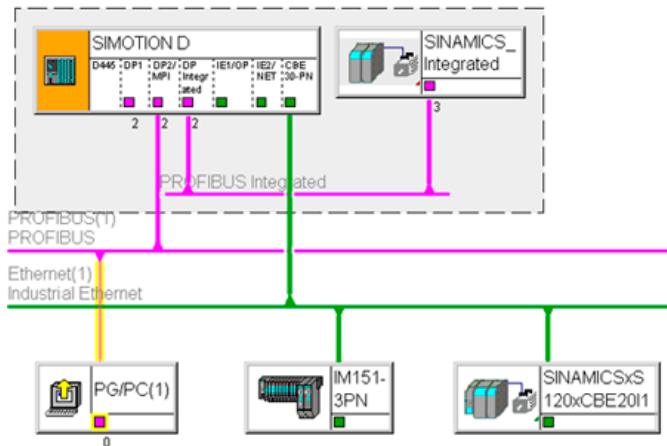 SIMOTION D
D445
DP1
DP2/
MPI
DP
Integr
ated
IE1/OP
IE2/
NET
CBE
30-PN
2
2
2
SINAMICS_
Integrated
3
PROFIBUS Integrated
PROFIBUS(1)
PROFIBUS
Ethernet(1)
Industrial Ethernet
PG/PC(1)
0
IM151-
3PN
SINAMICSxS
120xCBE20I1